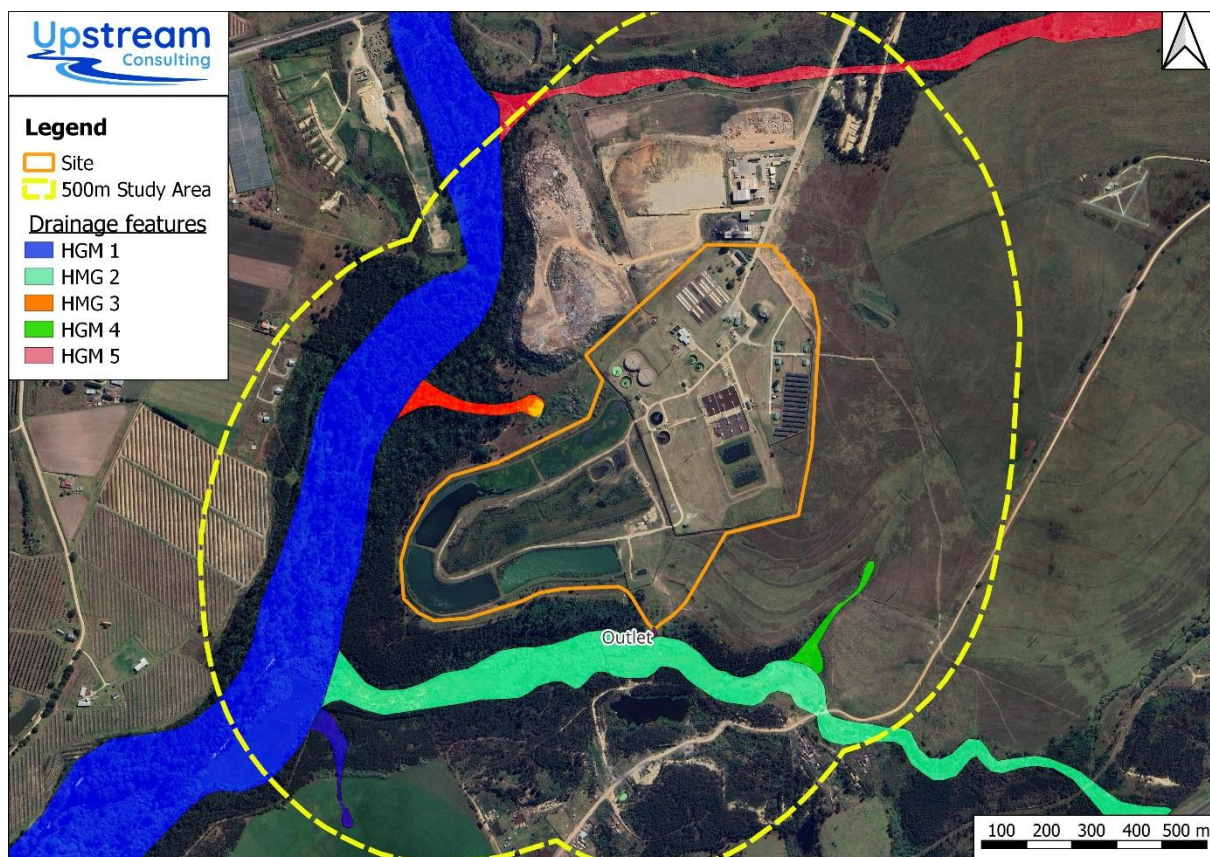 Upstream
Consulting
Legend
Site
500m Study Area
Drainage features
HGM 1
HMG 2
HMG 3
HGM 4
HGM 5
Outlet
100 200 300 400 500 m